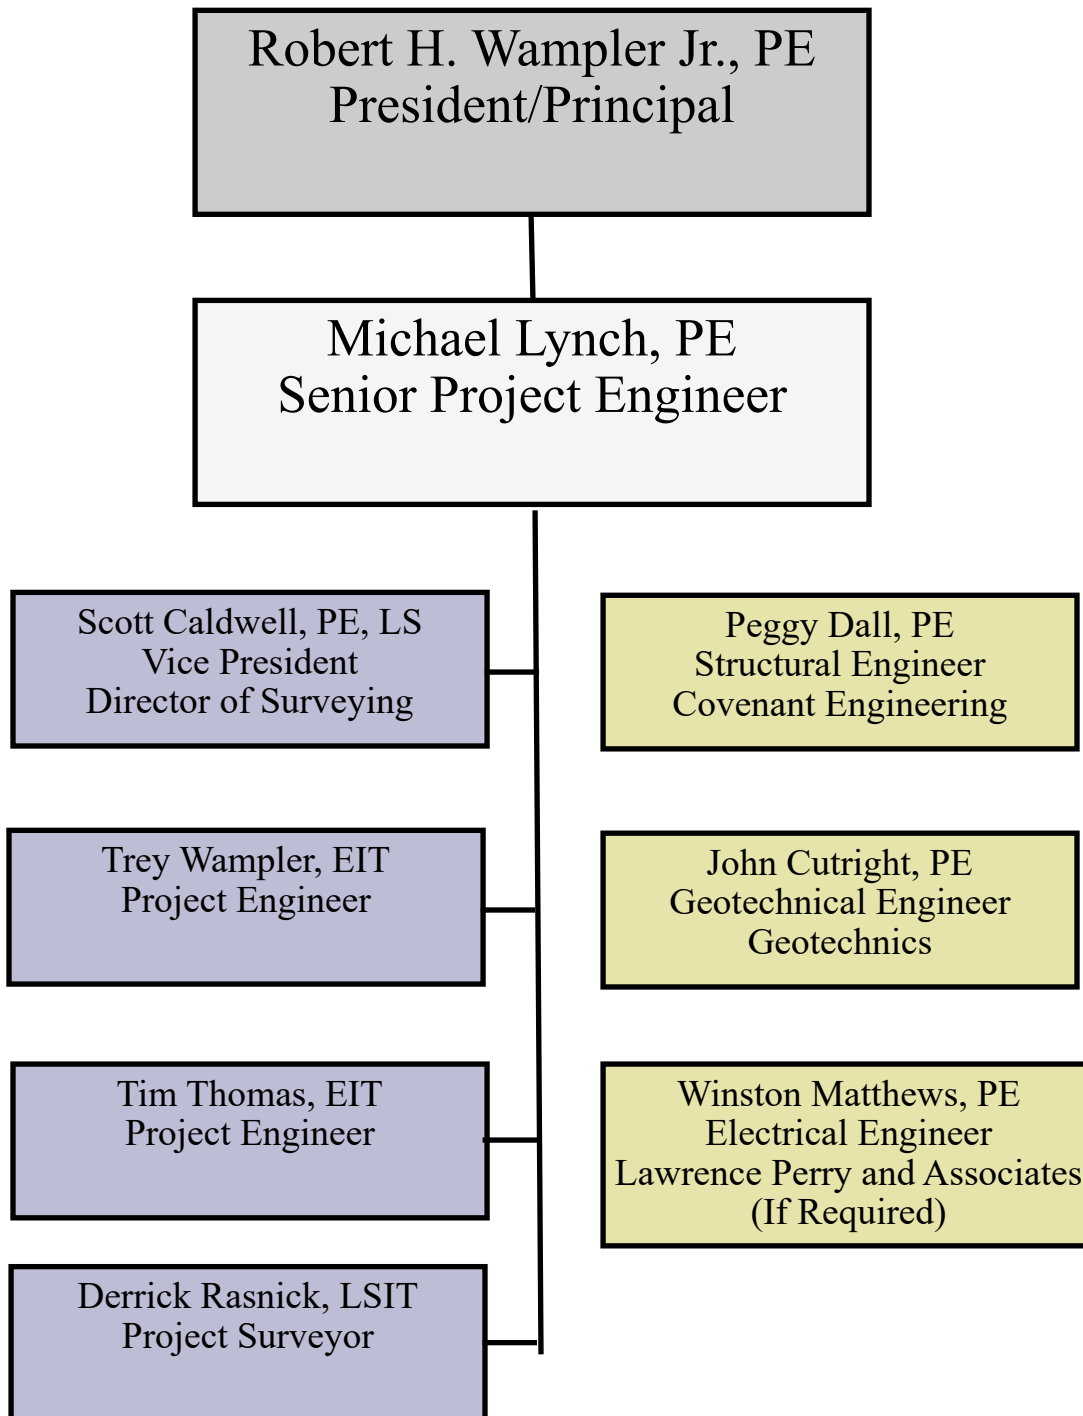 Robert H. Wampler Jr., PE
President/Principal
Michael Lynch, PE
Senior Project Engineer
Scott Caldwell, PE, LS
Vice President
Director of Surveying
Peggy Dall, PE
Structural Engineer
Covenant Engineering
Trey Wampler, EIT
Project Engineer
John Cutright, PE
Geotechnical Engineer
Geotechnics
Tim Thomas, EIT
Project Engineer
Winston Matthews, PE
Electrical Engineer
Lawrence Perry and Associates
(If Required)
Derrick Rasnick, LSIT
Project Surveyor